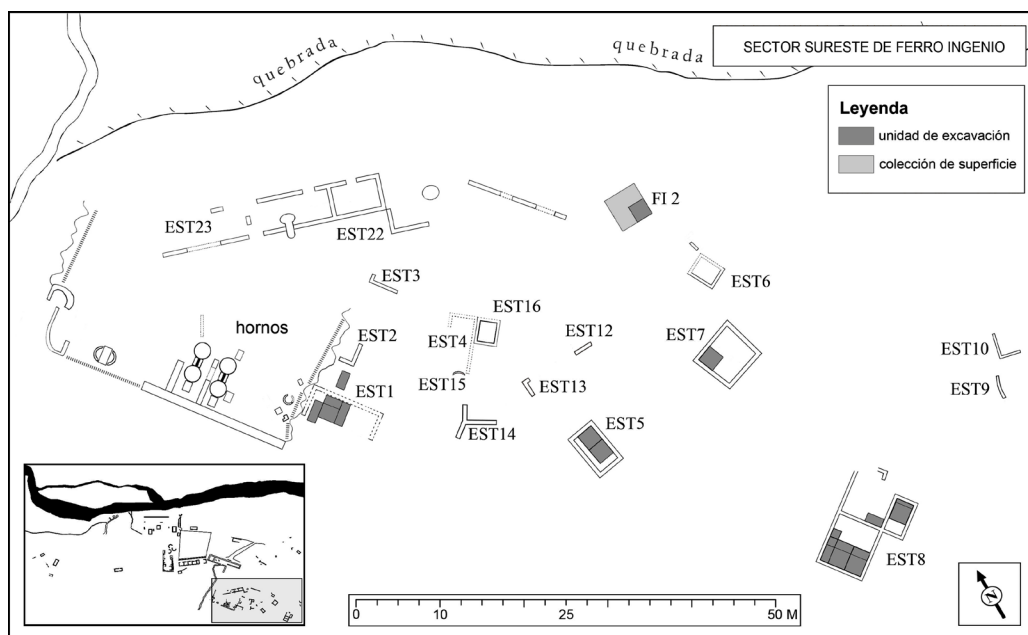 SECTOR SURESTE DE FERRO INGENIO
quebrada
quebrada
Leyenda
unidad de excavación
colección de superficie
FI 2
EST23
EST22
EST6
EST3
EST16
hornos
EST2
EST4
EST12
EST7
EST10
EST15
EST13
EST9
EST1
EST14
EST5
EST8
0 10 25 50 M
N